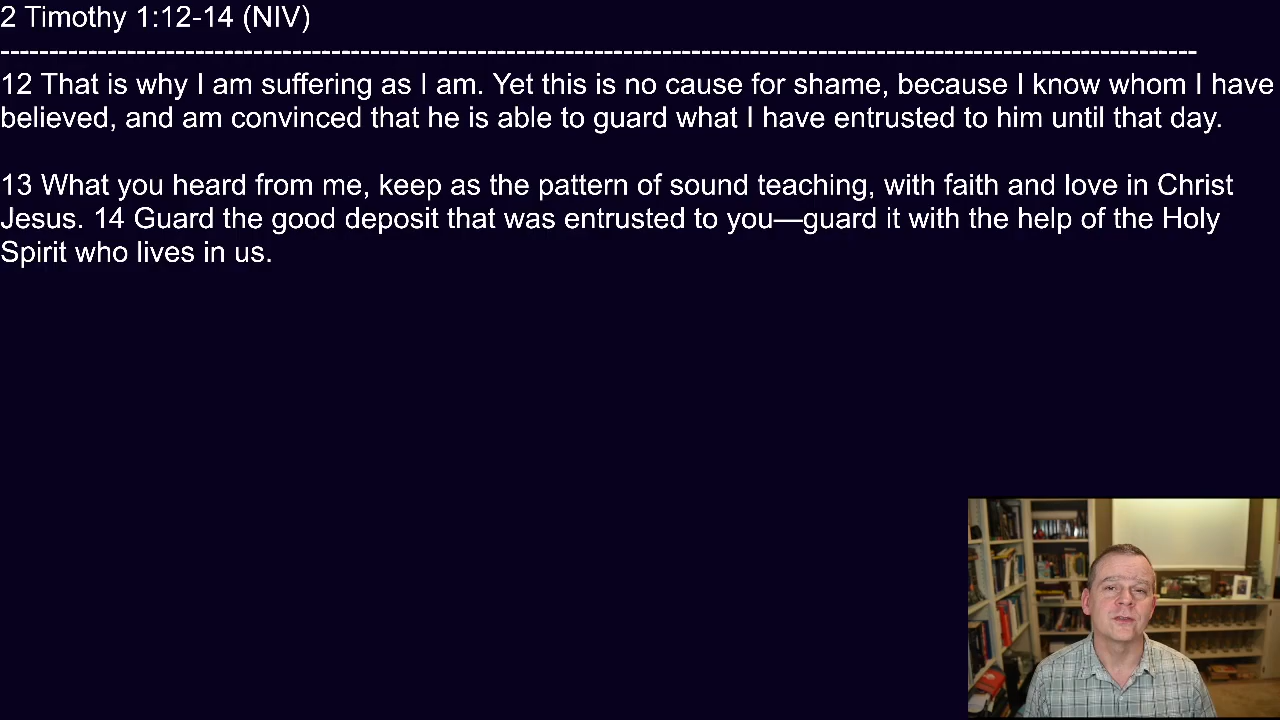 2 Timothy 1:12-14 (NIV)
---------------------------------------------------------------------------------------------------------------------------
12 That is why I am suffering as I am. Yet this is no cause for shame, because I know whom I have
believed, and am convinced that he is able to guard what I have entrusted to him until that day.
13 What you heard from me, keep as the pattern of sound teaching, with faith and love in Christ
Jesus. 14 Guard the good deposit that was entrusted to you—guard it with the help of the Holy
Spirit who lives in us.